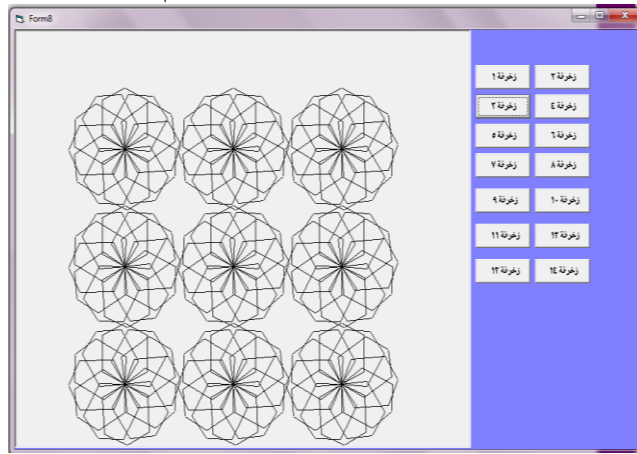 Form8
زخرفة ١
زخرفة ٢
زخرفة ٣
زخرفة ٤
زخرفة ٥
زخرفة ٦
زخرفة ٧
زخرفة ٨
زخرفة ٩
زخرفة ١٠
زخرفة ١١
زخرفة ١٢
زخرفة ١٣
زخرفة ١٤